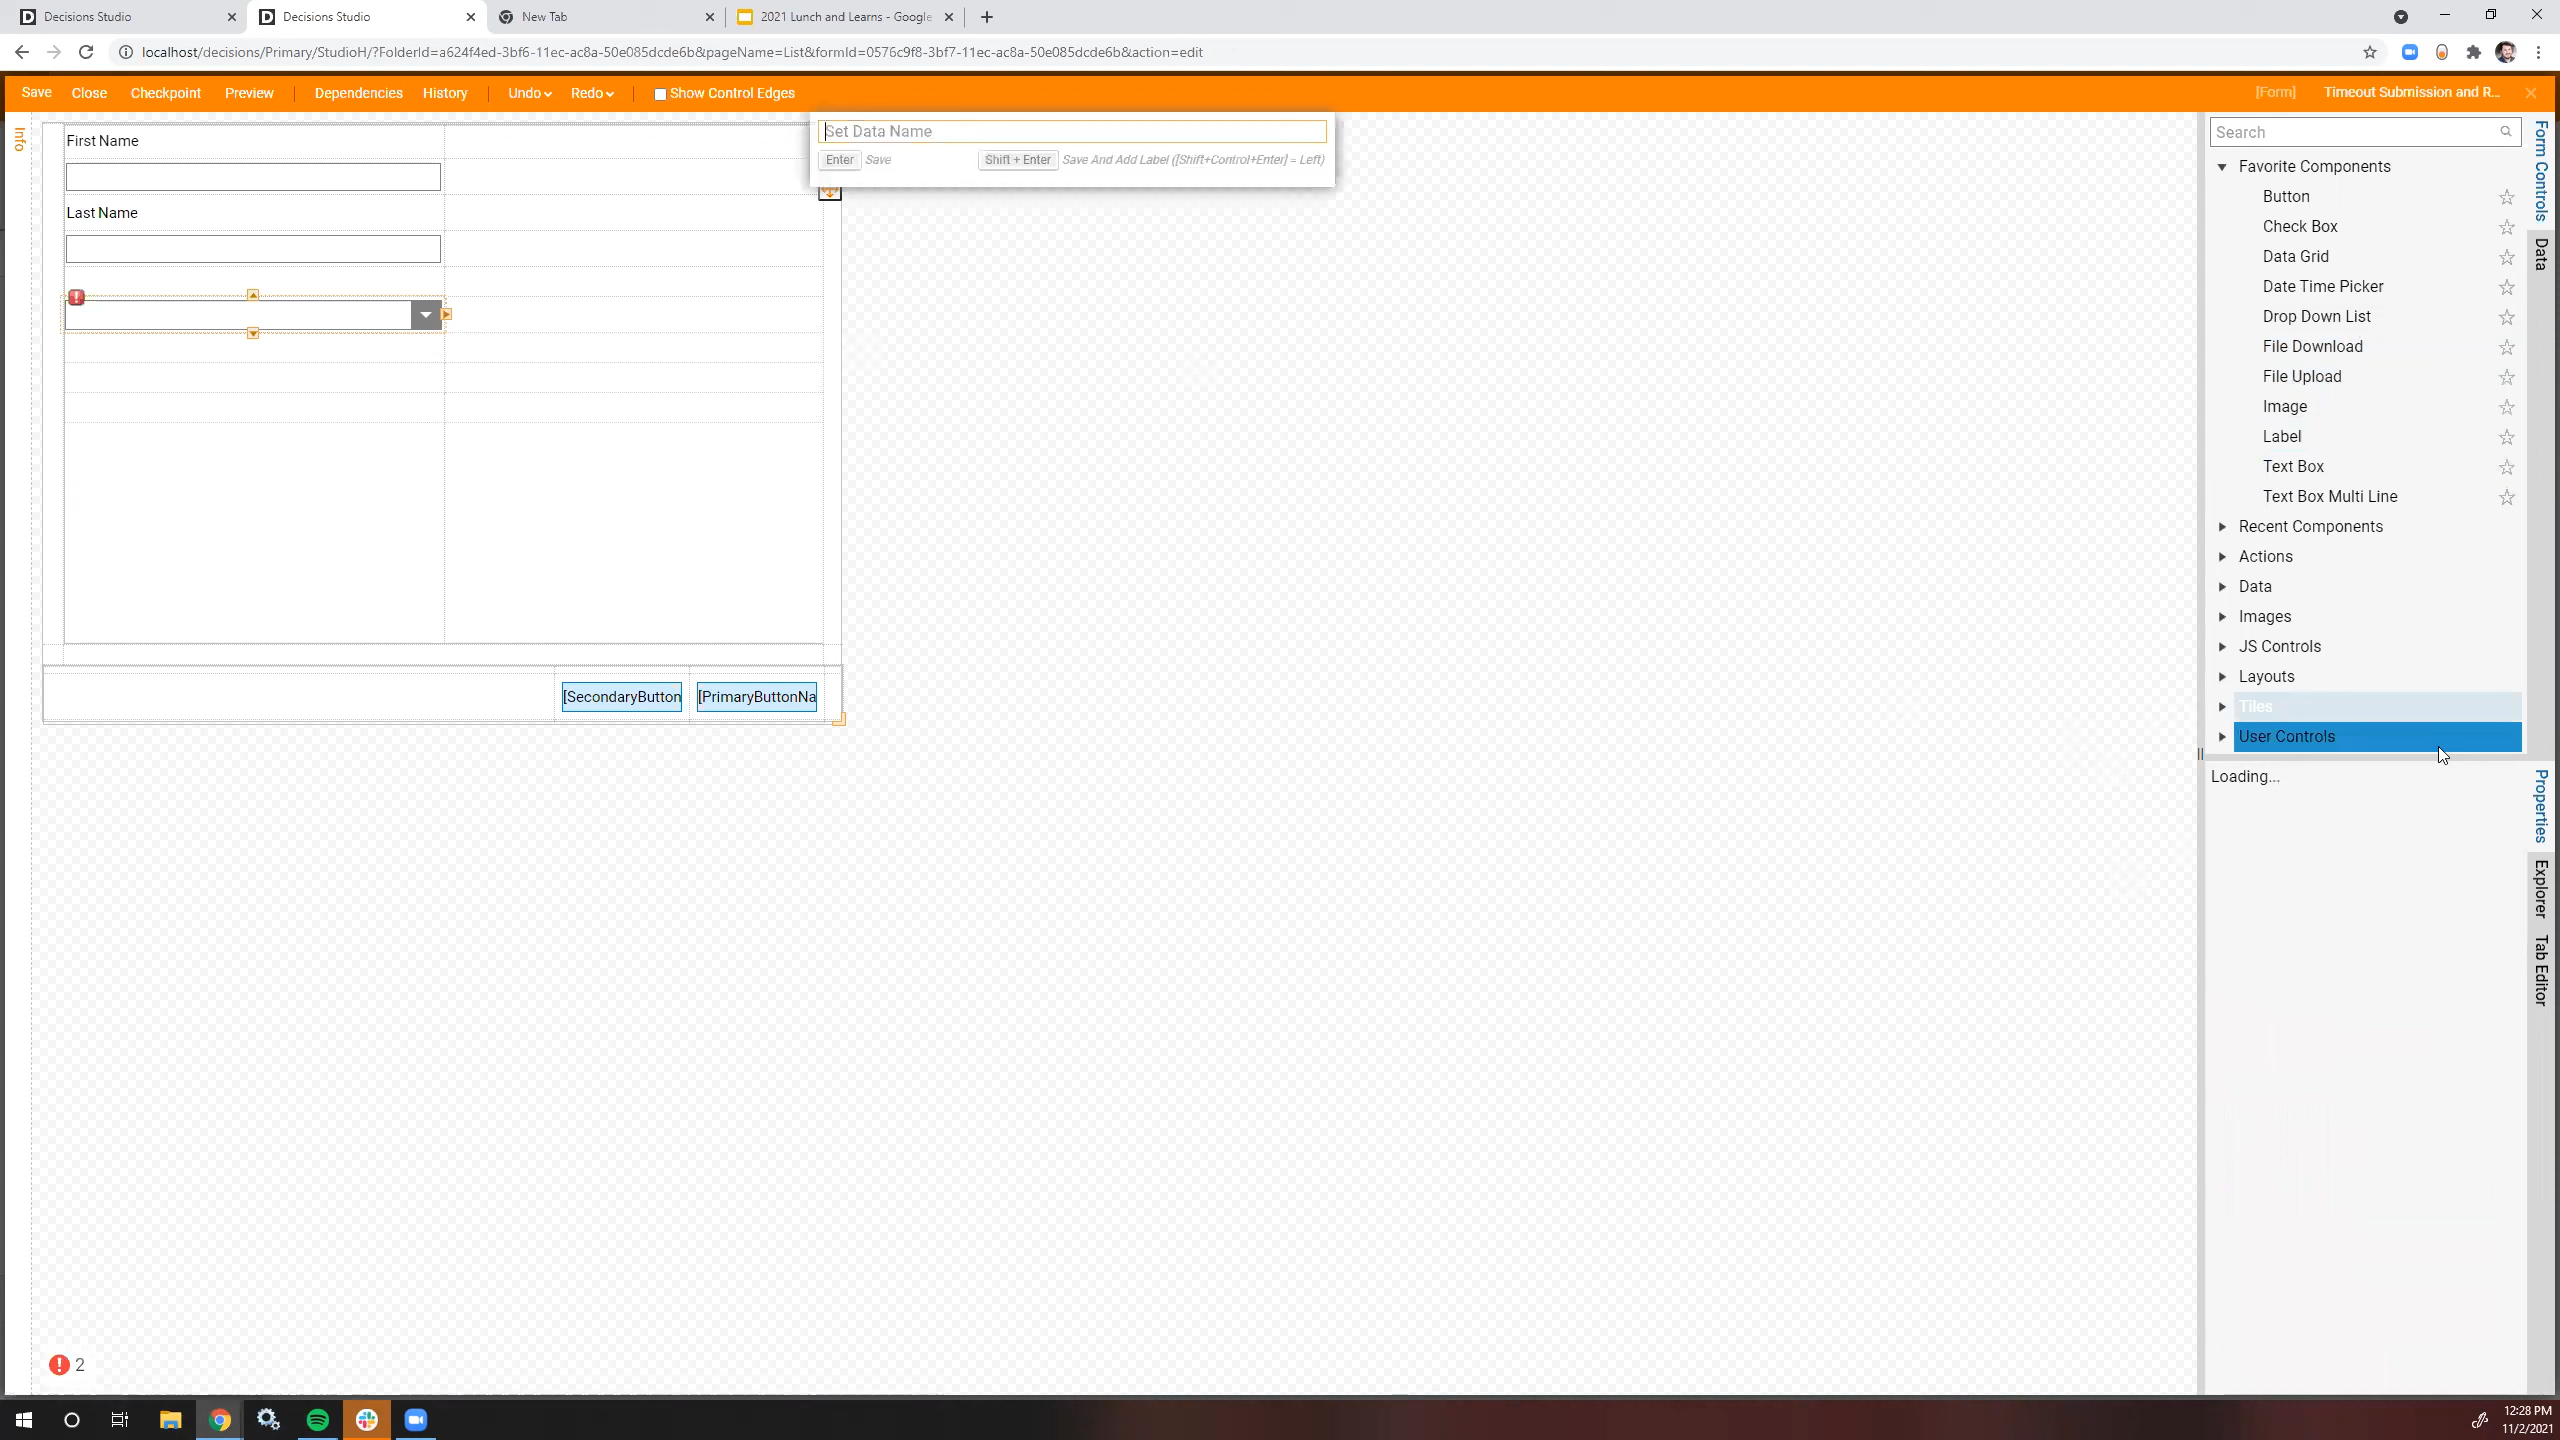 Decisions Studio
Decisions Studio
New Tab
2021 Lunch and Learns - Google
localhost/decisions/Primary/StudioH/?FolderId=a624f4ed-3bf6-11ec-ac8a-50e085dcde6b&pageName=List&formId=0576c9f8-3bf7-11ec-ac8a-50e085dcde6b&action=edit
Save Close Checkpoint Preview Dependencies History Undo Redo Show Control Edges
[Form] Timeout Submission and R...
Info
First Name
Last Name
Set Data Name
Enter Save Shift + Enter Save And Add Label ([Shift+Control+Enter] = Left)
[SecondaryButton
[PrimaryButtonNa
2
Search
Favorite Components
Button
Check Box
Data Grid
Date Time Picker
Drop Down List
File Download
File Upload
Image
Label
Text Box
Text Box Multi Line
Recent Components
Actions
Data
Images
JS Controls
Layouts
Tiles
User Controls
Loading...
Form Controls
Data
Properties
Explorer
Tab Editor
12:28 PM
11/2/2021